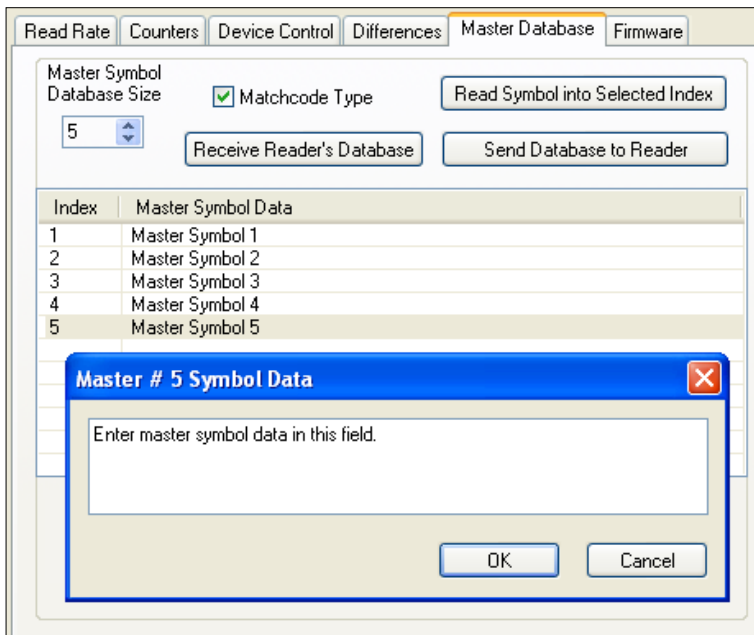 Read Rate Counters Device Control Differences Master Database Firmware
Master Symbol
Database Size
Matchcode Type
Read Symbol into Selected Index
5
Receive Reader's Database
Send Database to Reader
Index Master Symbol Data
1 Master Symbol 1
2 Master Symbol 2
3 Master Symbol 3
4 Master Symbol 4
5 Master Symbol 5
Master # 5 Symbol Data
Enter master symbol data in this field.
OK Cancel